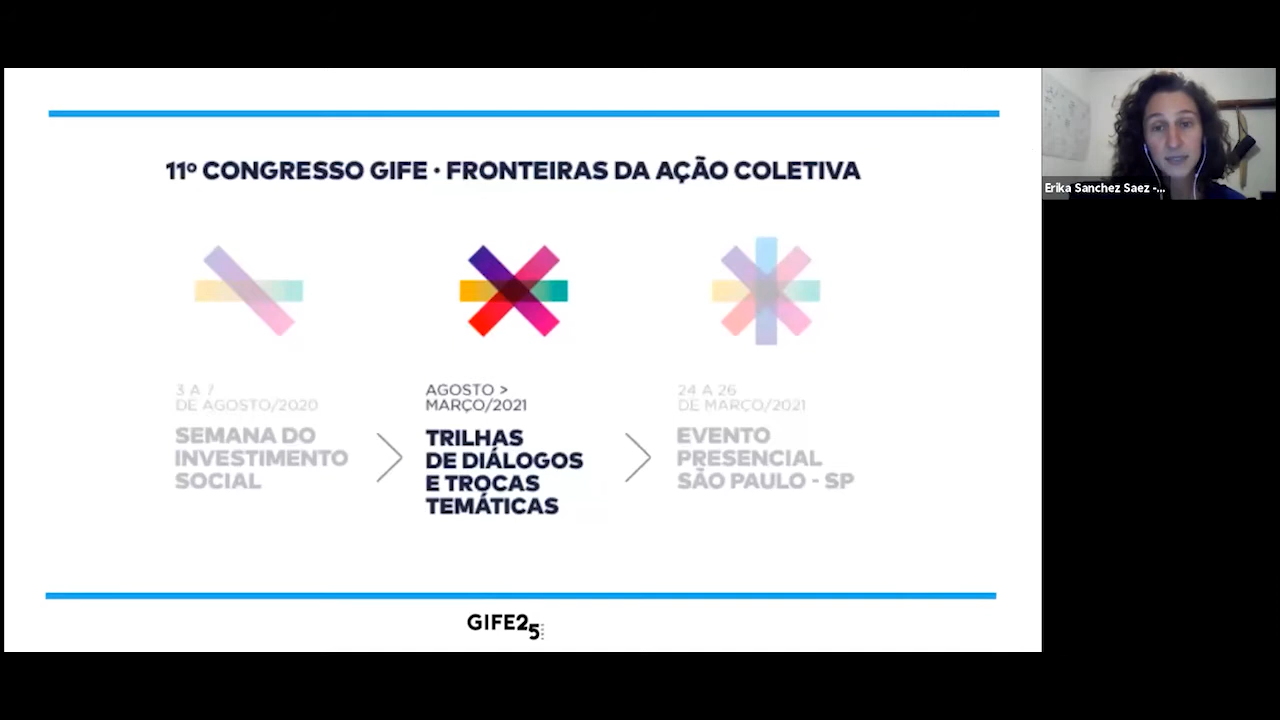 11º CONGRESSO GIFE • FRONTEIRAS DA AÇÃO COLETIVA
3 A 7
DE AGOSTO/2020
SEMANA DO
INVESTIMENTO
SOCIAL
AGOSTO >
MARÇO/2021
TRILHAS
DE DIÁLOGOS
E TROCAS
TEMÁTICAS
24 A 26
DE MARÇO/2021
EVENTO
PRESENCIAL
SÃO PAULO - SP
GIFE25
Erika Sanchez Saez -...